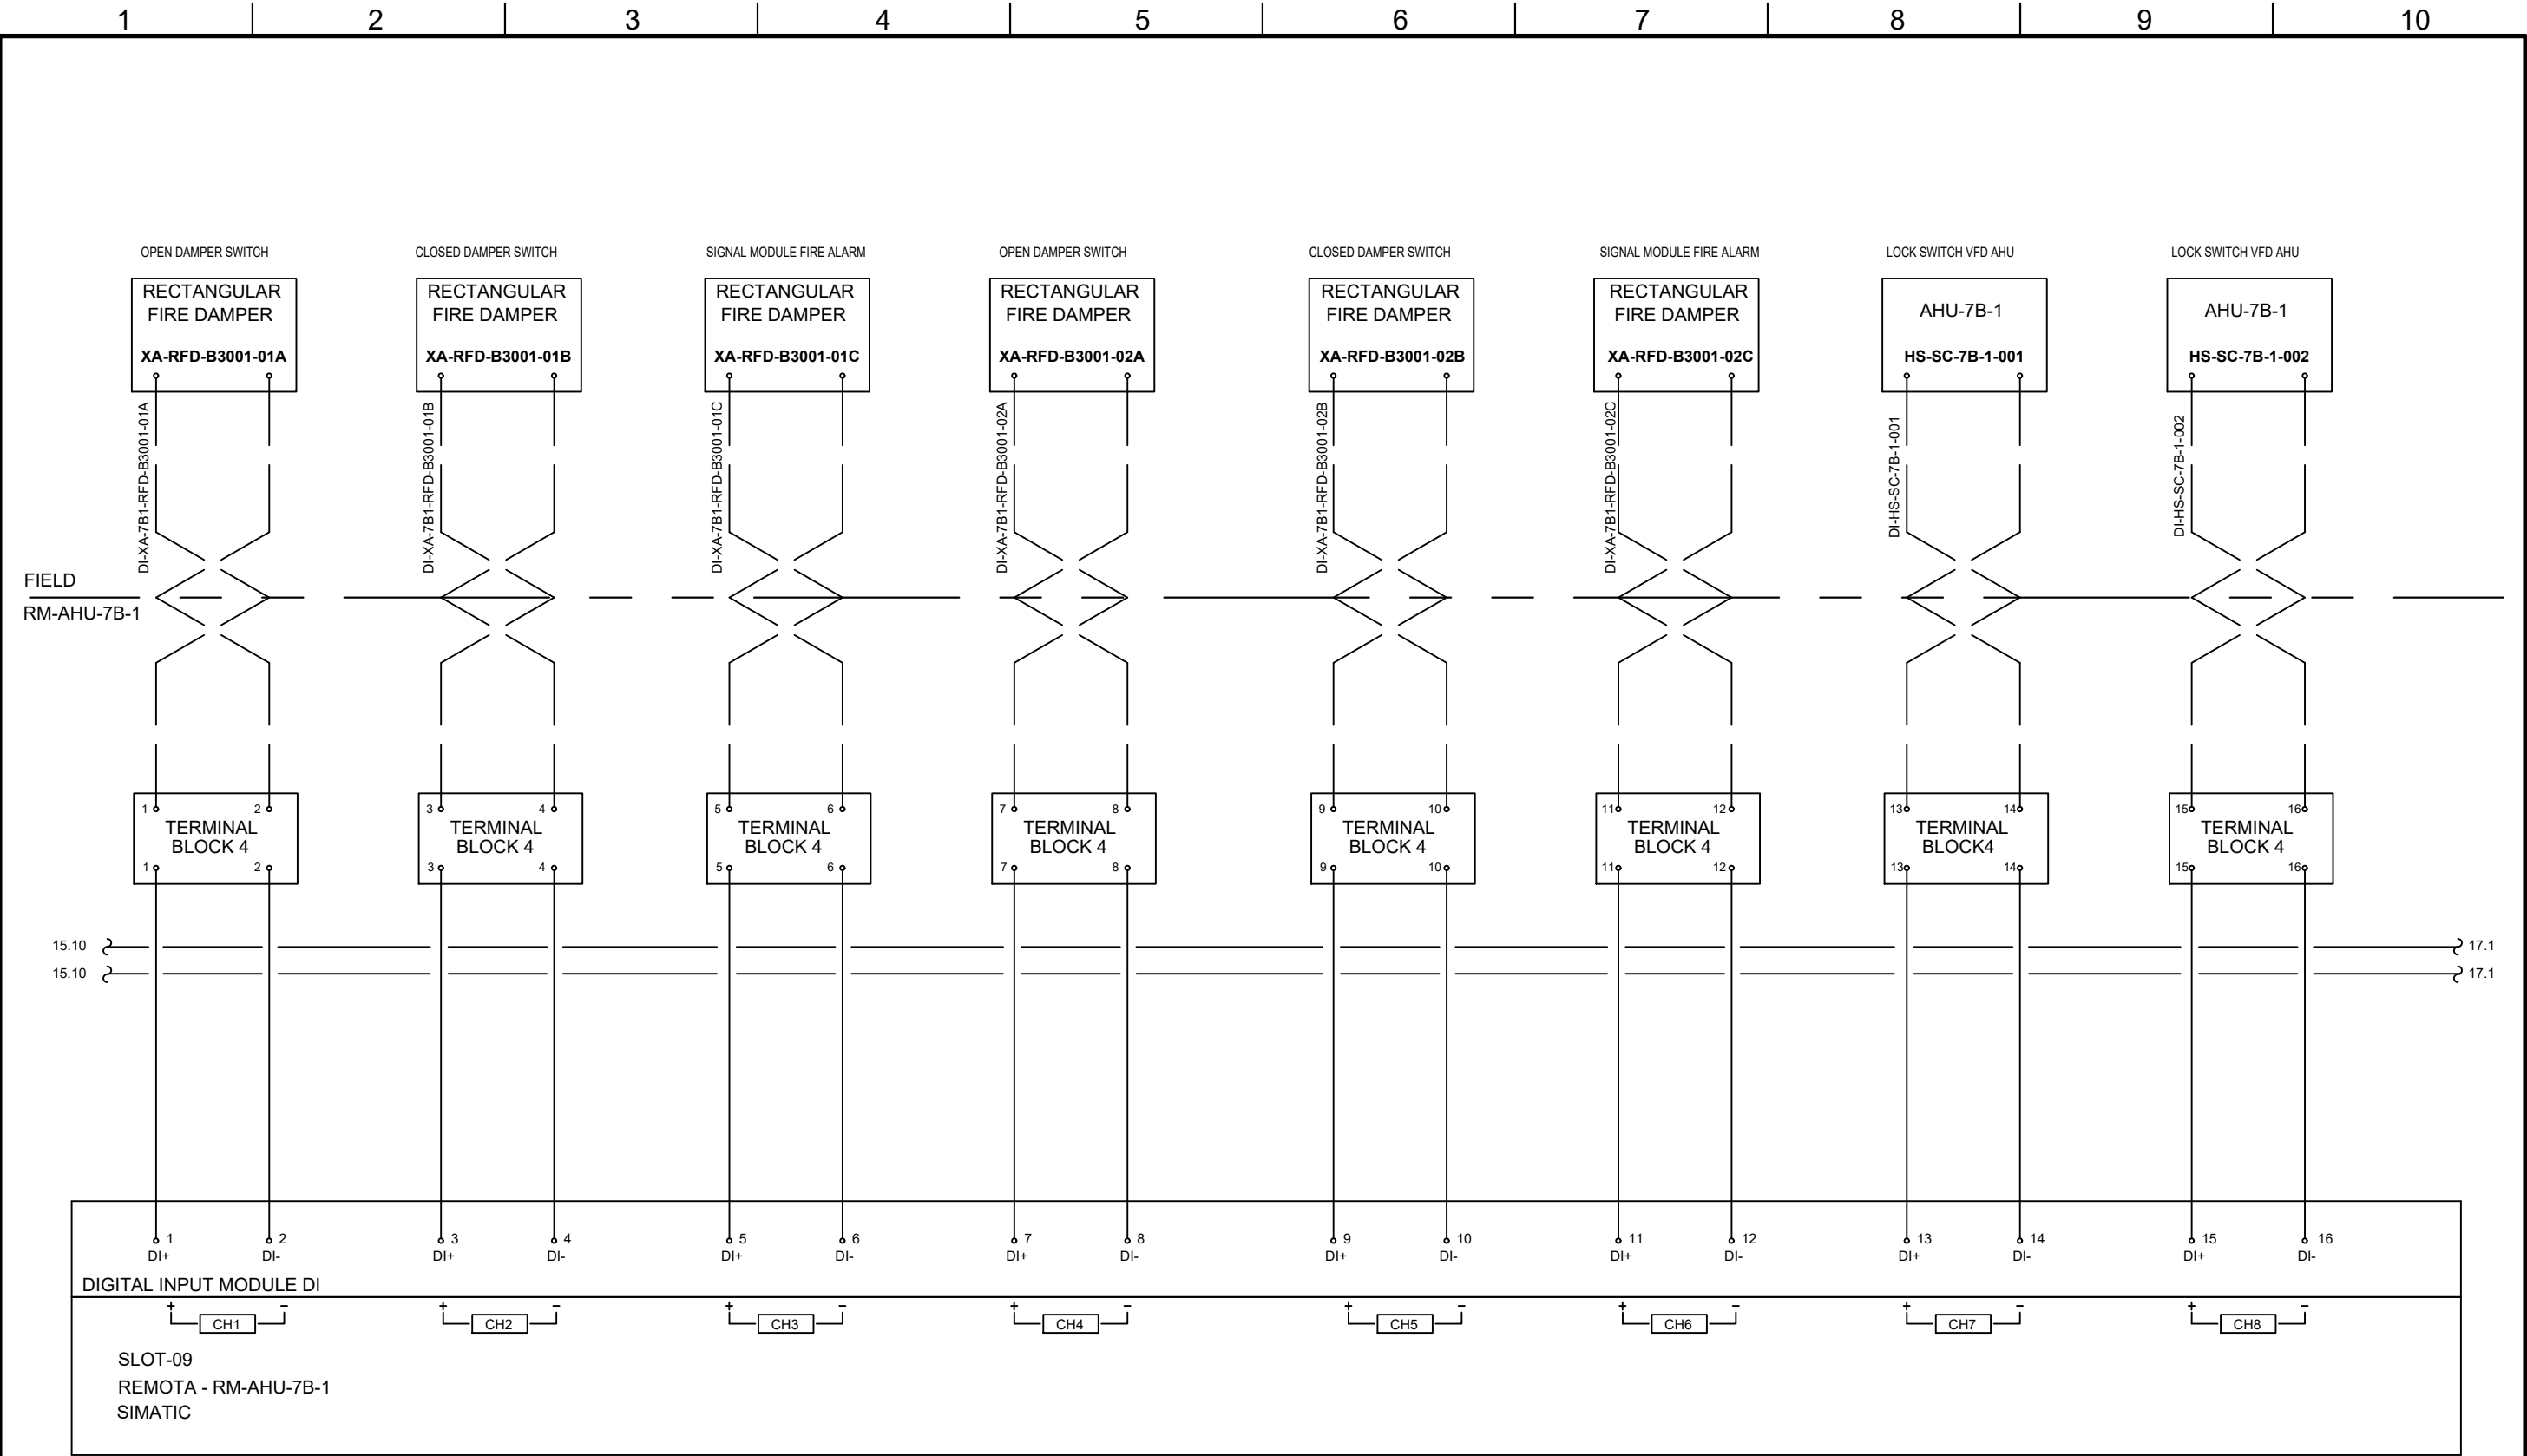 1 2 3 4 5 6 7 8 9 10
OPEN DAMPER SWITCH CLOSED DAMPER SWITCH SIGNAL MODULE FIRE ALARM OPEN DAMPER SWITCH CLOSED DAMPER SWITCH SIGNAL MODULE FIRE ALARM LOCK SWITCH VFD AHU LOCK SWITCH VFD AHU
RECTANGULAR
FIRE DAMPER
XA-RFD-B3001-01A
RECTANGULAR
FIRE DAMPER
XA-RFD-B3001-01B
RECTANGULAR
FIRE DAMPER
XA-RFD-B3001-01C
RECTANGULAR
FIRE DAMPER
XA-RFD-B3001-02A
RECTANGULAR
FIRE DAMPER
XA-RFD-B3001-02B
RECTANGULAR
FIRE DAMPER
XA-RFD-B3001-02C
AHU-7B-1
HS-SC-7B-1-001
AHU-7B-1
HS-SC-7B-1-002
DI-XA-7B1-RFD-B3001-01A
DI-XA-7B1-RFD-B3001-01B
DI-XA-7B1-RFD-B3001-01C
DI-XA-7B1-RFD-B3001-02A
DI-XA-7B1-RFD-B3001-02B
DI-XA-7B1-RFD-B3001-02C
DI-HS-SC-7B-1-001
DI-HS-SC-7B-1-002
FIELD
RM-AHU-7B-1
1 2
TERMINAL
BLOCK 4
1 2
3 4
TERMINAL
BLOCK 4
3 4
5 6
TERMINAL
BLOCK 4
5 6
7 8
TERMINAL
BLOCK 4
7 8
9 10
TERMINAL
BLOCK 4
9 10
11 12
TERMINAL
BLOCK 4
11 12
13 14
TERMINAL
BLOCK4
13 14
15 16
TERMINAL
BLOCK 4
15 16
15.10 17.1
15.10 17.1
1 2 3 4 5 6 7 8 9 10 11 12 13 14 15 16
DI+ DI- DI+ DI- DI+ DI- DI+ DI- DI+ DI- DI+ DI- DI+ DI- DI+ DI-
DIGITAL INPUT MODULE DI
+ − + − + − + − + − + − + − + −
CH1 CH2 CH3 CH4 CH5 CH6 CH7 CH8
SLOT-09
REMOTA - RM-AHU-7B-1
SIMATIC